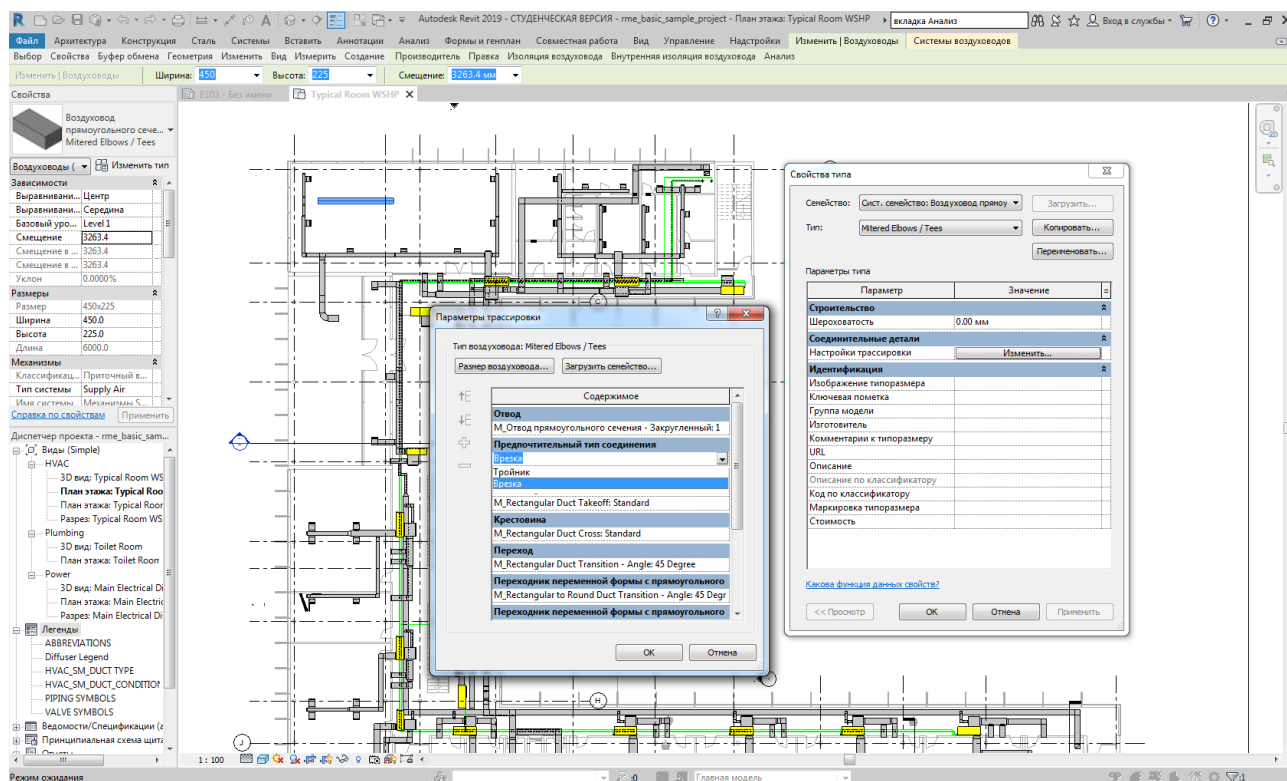 Autodesk Revit 2019 - СТУДЕНЧЕСКАЯ ВЕРСИЯ - rme_basic_sample_project - План этажа: Typical Room WSHP
вкладка Анализ
Вход в службы
Файл Архитектура Конструкция Сталь Системы Вставить Аннотации Анализ Формы и генплан Совместная работа Вид Управление Надстройки Изменить | Воздуховоды Системы воздуховодов
Выбор Свойства Буфер обмена Геометрия Изменить Вид Измерить Создание Производитель Правка Изоляция воздуховода Внутренняя изоляция воздуховода Анализ
Изменить | Воздуховоды Ширина: 450 Высота: 225 Смещение: 3263.4 мм
Свойства
E103 - Без имени Typical Room WSHP
Воздуховод
прямоугольного сече...
Mitered Elbows / Tees
Воздуховоды ( Изменить тип
Зависимости
Выравнивани... Центр
Выравнивани... Середина
Базовый уро... Level 1
Смещение 3263.4
Смещение в ... 3263.4
Смещение в ... 3263.4
Уклон 0.0000%
Размеры
Размер 450x225
Ширина 450.0
Высота 225.0
Длина 6000.0
Механизмы
Классификац... Приточный в...
Тип системы Supply Air
Имя системы Механизмы S...
Справка по свойствам Применить
Диспетчер проекта - rme_basic_sam...
Виды (Simple)
HVAC
3D вид: Typical Room WS
План этажа: Typical Roo
План этажа: Typical Roor
Разрез: Typical Room WS
Plumbing
3D вид: Toilet Room
План этажа: Toilet Room
Power
3D вид: Main Electrical Di
План этажа: Main Electric
Разрез: Main Electrical Di
Легенды
ABBREVIATIONS
Diffuser Legend
HVAC_SM_DUCT TYPE
HVAC_SM_DUCT_CONDITION
PIPING SYMBOLS
VALVE SYMBOLS
Ведомости/Спецификации (в
Принципиальная схема щита
Параметры трассировки
Тип воздуховода: Mitered Elbows / Tees
Размер воздуховода... Загрузить семейство...
Содержимое
Отвод
M_Отвод прямоугольного сечения - Закругленный: 1
Предпочтительный тип соединения
Врезка
Тройник
Врезка
M_Rectangular Duct Takeoff: Standard
Крестовина
M_Rectangular Duct Cross: Standard
Переход
M_Rectangular Duct Transition - Angle: 45 Degree
Переходник переменной формы с прямоугольного
M_Rectangular to Round Duct Transition - Angle: 45 Degr
Переходник переменной формы с прямоугольного
OK Отмена
Свойства типа
Семейство: Сист. семейство: Воздуховод прямоу Загрузить...
Тип: Mitered Elbows / Tees Копировать...
Переименовать...
Параметры типа
Параметр Значение =
Строительство
Шероховатость 0.00 мм
Соединительные детали
Настройки трассировки Изменить...
Идентификация
Изображение типоразмера
Ключевая пометка
Группа модели
Изготовитель
Комментарии к типоразмеру
URL
Описание
Описание по классификатору
Код по классификатору
Маркировка типоразмера
Стоимость
Какова функция данных свойств?
<< Просмотр OK Отмена Применить
G
H
J
1 : 100
Режим ожидания :0 Главная модель